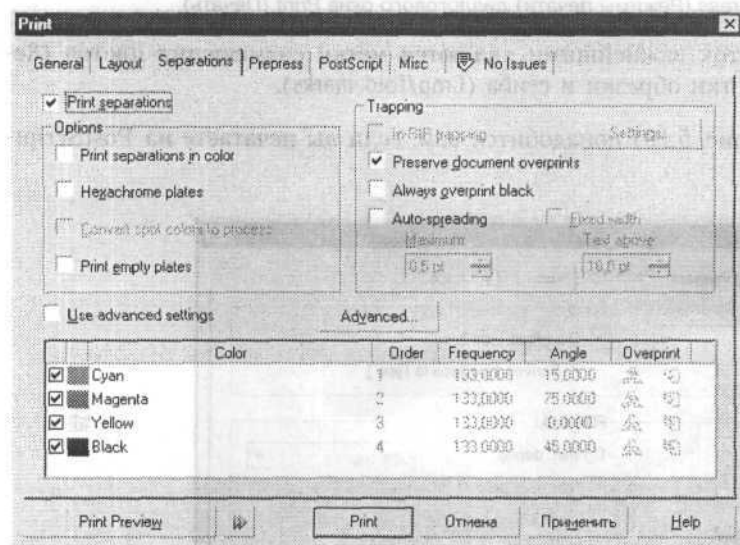 Print
General Layout Separations Prepress PostScript Misc No Issues
Print separations
Options
Print separations in color
Hexachrome plates
Convert spot colors to process
Print empty plates
Trapping
In-RIP trapping Settings...
Preserve document overprints
Always overprint black
Auto-spreading Fixed width
Maximum Text above
0,5 pt 18,0 pt
Use advanced settings Advanced...
Color Order Frequency Angle Overprint
Cyan 1 133,0000 15,0000
Magenta 2 133,0000 75,0000
Yellow 3 133,0000 0,0000
Black 4 133,0000 45,0000
Print Preview Print Отмена Применить Help